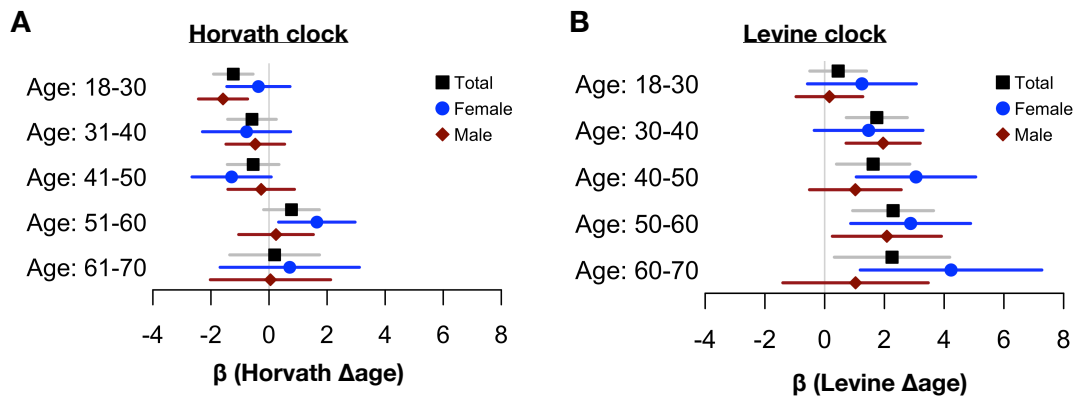 A
Horvath clock
Age: 18-30
Age: 31-40
Age: 41-50
Age: 51-60
Age: 61-70
Total
Female
Male
-4 -2 0 2 4 6 8
β (Horvath Δage)
B
Levine clock
Age: 18-30
Age: 30-40
Age: 40-50
Age: 50-60
Age: 60-70
Total
Female
Male
-4 -2 0 2 4 6 8
β (Levine Δage)